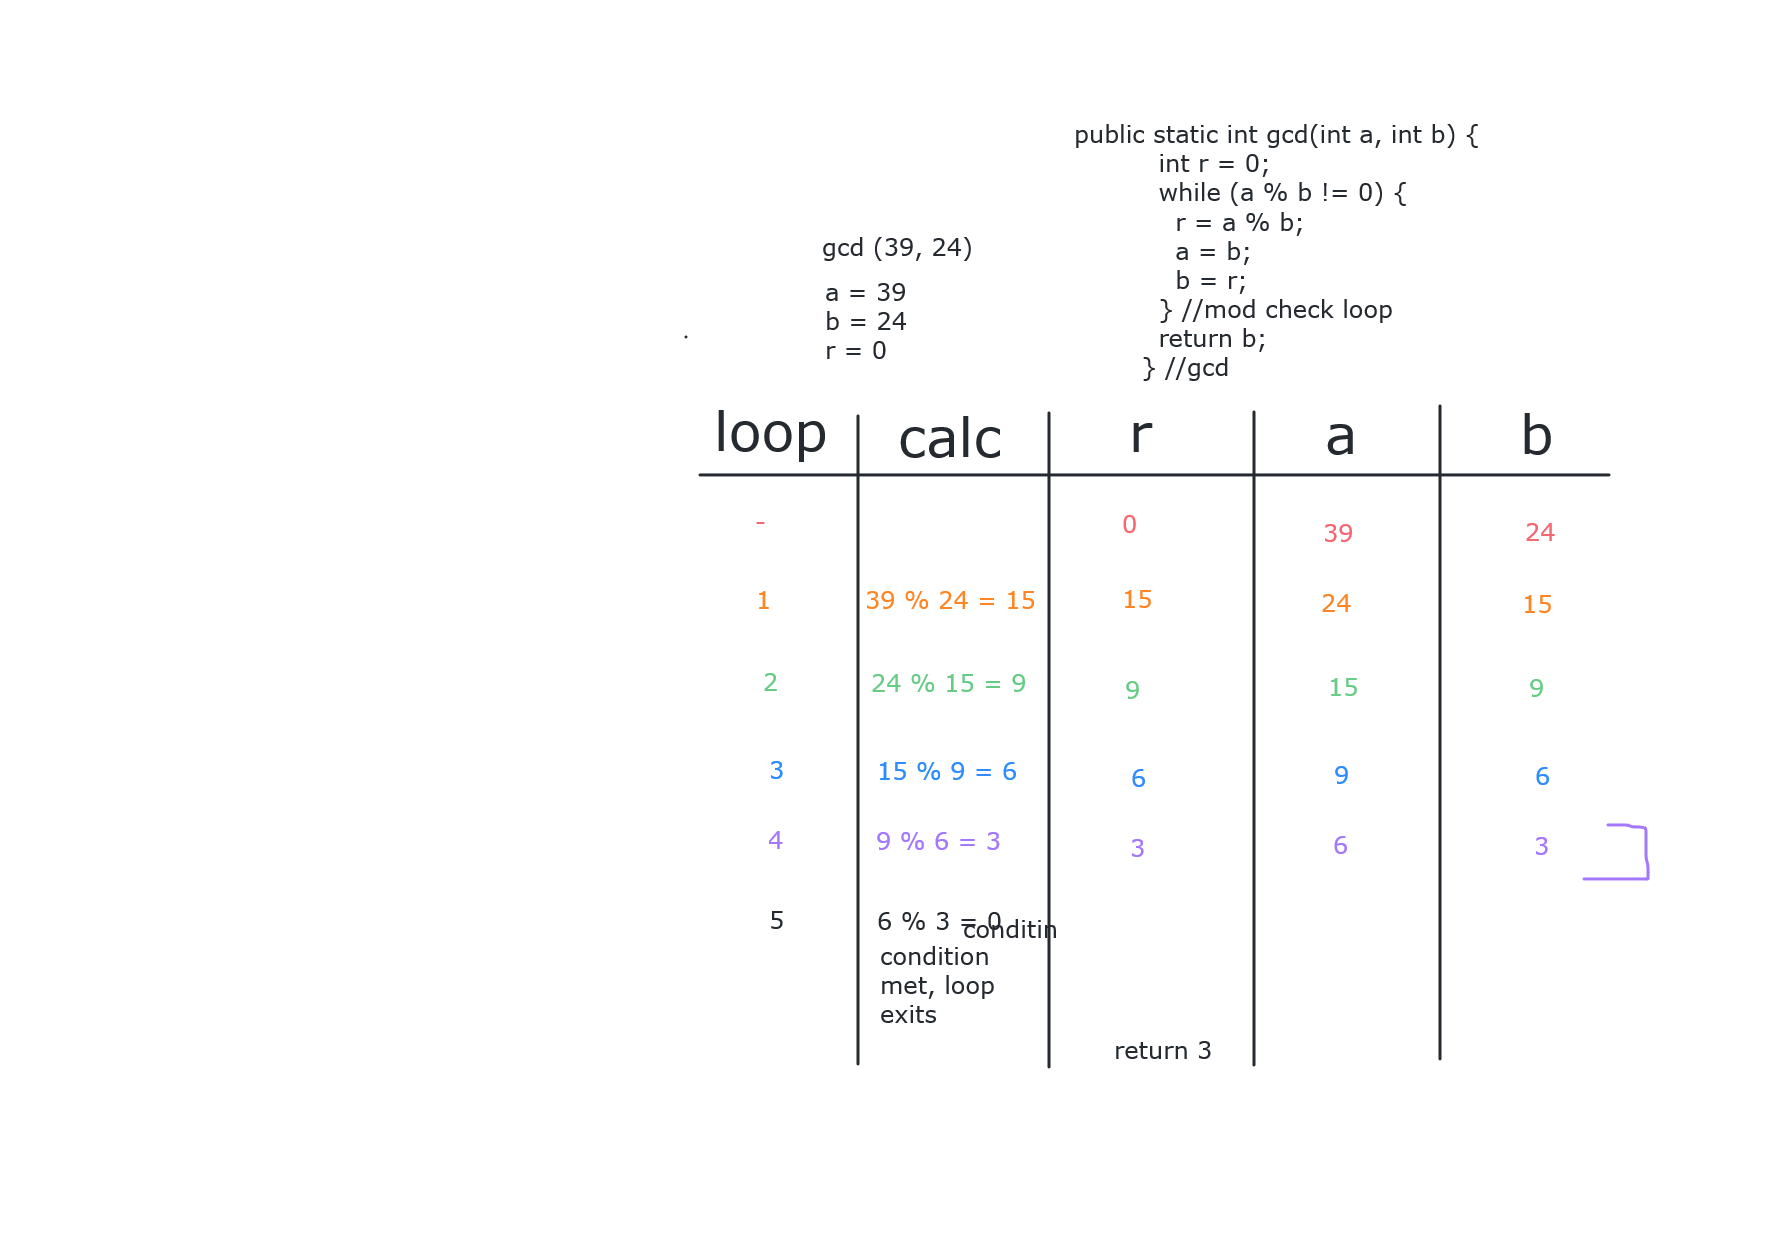 public static int gcd(int a, int b) {
int r = 0;
while (a % b != 0) {
r = a % b;
a = b;
b = r;
} //mod check loop
return b;
} //gcd
gcd (39, 24)
a = 39
b = 24
r = 0
loop calc r a b
- 0 39 24
1 39 % 24 = 15 15 24 15
2 24 % 15 = 9 9 15 9
3 15 % 9 = 6 6 9 6
4 9 % 6 = 3 3 6 3
5 6 % 3 = 0
conditin
condition
met, loop
exits
return 3